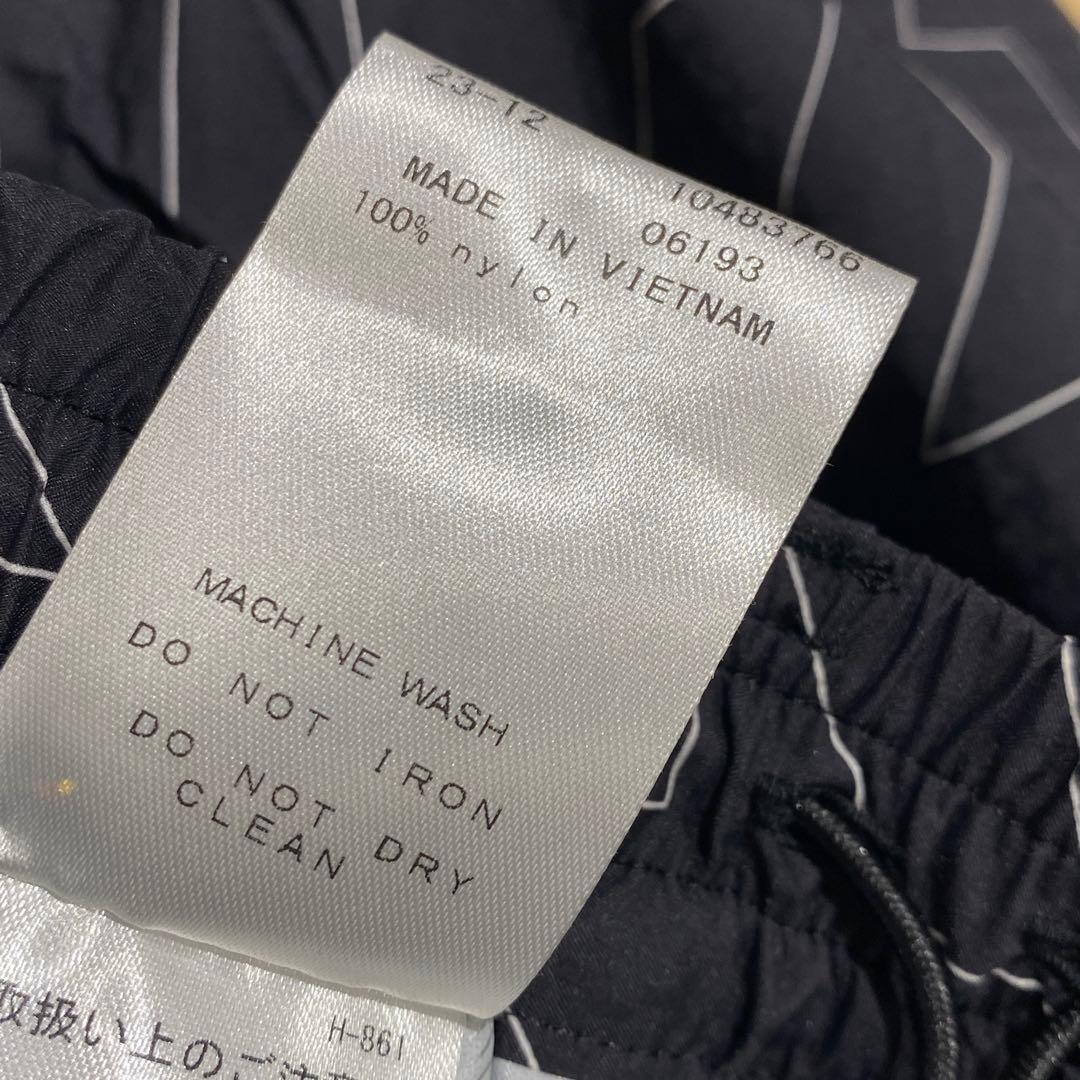 23-12 10483766
06193
MADE IN VIETNAM
100% nylon
MACHINE WASH
DO NOT IRON
DO NOT DRY
CLEAN
H-861
取扱い上のご注意